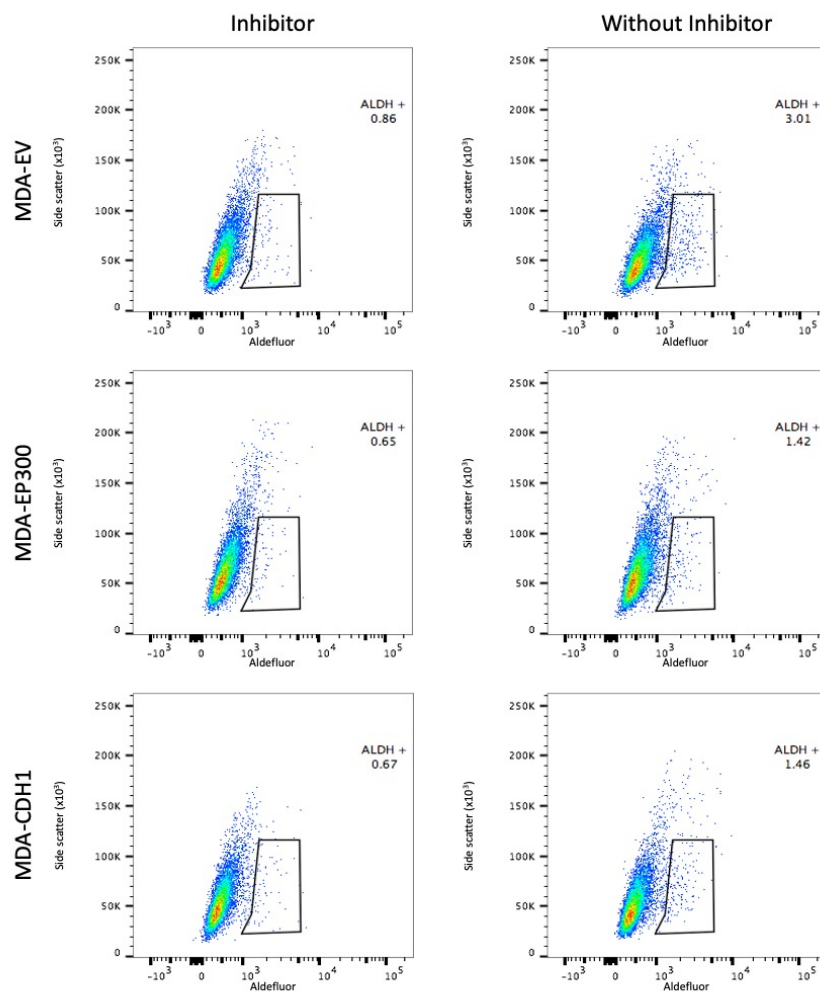 Inhibitor
Without Inhibitor
MDA-EV
Side scatter (x10³)
250K
200K
150K
100K
50K
0
ALDH +
0.86
-10³ 0 10³ 10⁴ 10⁵
Aldefluor
Side scatter (x10³)
250K
200K
150K
100K
50K
0
ALDH +
3.01
-10³ 0 10³ 10⁴ 10⁵
Aldefluor
MDA-EP300
Side scatter (x10³)
250K
200K
150K
100K
50K
0
ALDH +
0.65
-10³ 0 10³ 10⁴ 10⁵
Aldefluor
Side scatter (x10³)
250K
200K
150K
100K
50K
0
ALDH +
1.42
-10³ 0 10³ 10⁴ 10⁵
Aldefluor
MDA-CDH1
Side scatter (x10³)
250K
200K
150K
100K
50K
0
ALDH +
0.67
-10³ 0 10³ 10⁴ 10⁵
Aldefluor
Side scatter (x10³)
250K
200K
150K
100K
50K
0
ALDH +
1.46
-10³ 0 10³ 10⁴ 10⁵
Aldefluor